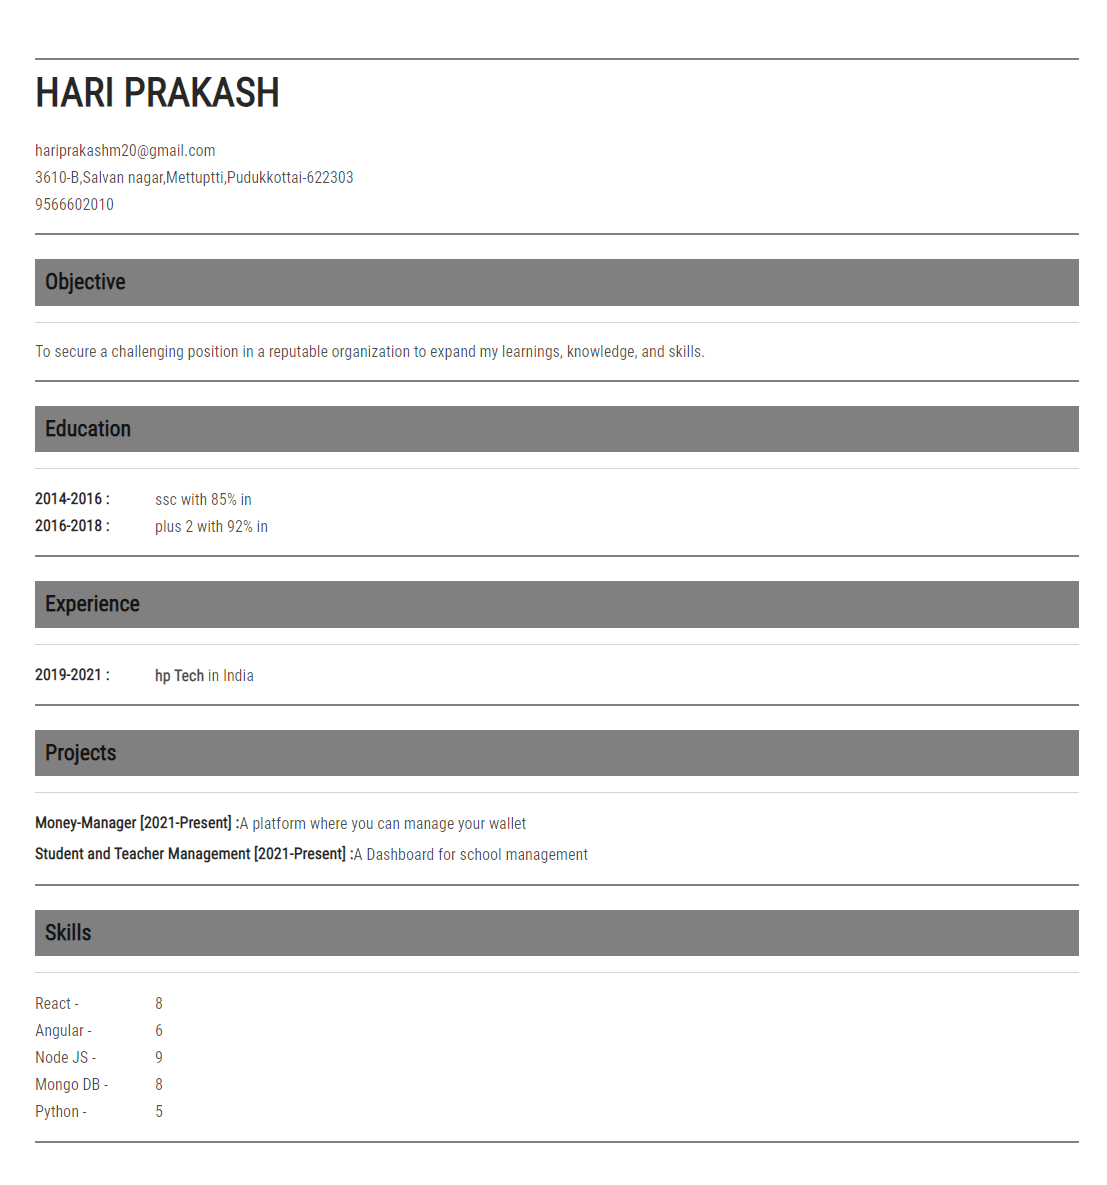 HARI PRAKASH
hariprakashm20@gmail.com
3610-B,Salvan nagar,Mettuptti,Pudukkottai-622303
9566602010
Objective
To secure a challenging position in a reputable organization to expand my learnings, knowledge, and skills.
Education
2014-2016 : ssc with 85% in
2016-2018 : plus 2 with 92% in
Experience
2019-2021 : hp Tech in India
Projects
Money-Manager [2021-Present] :A platform where you can manage your wallet
Student and Teacher Management [2021-Present] :A Dashboard for school management
Skills
React - 8
Angular - 6
Node JS - 9
Mongo DB - 8
Python - 5